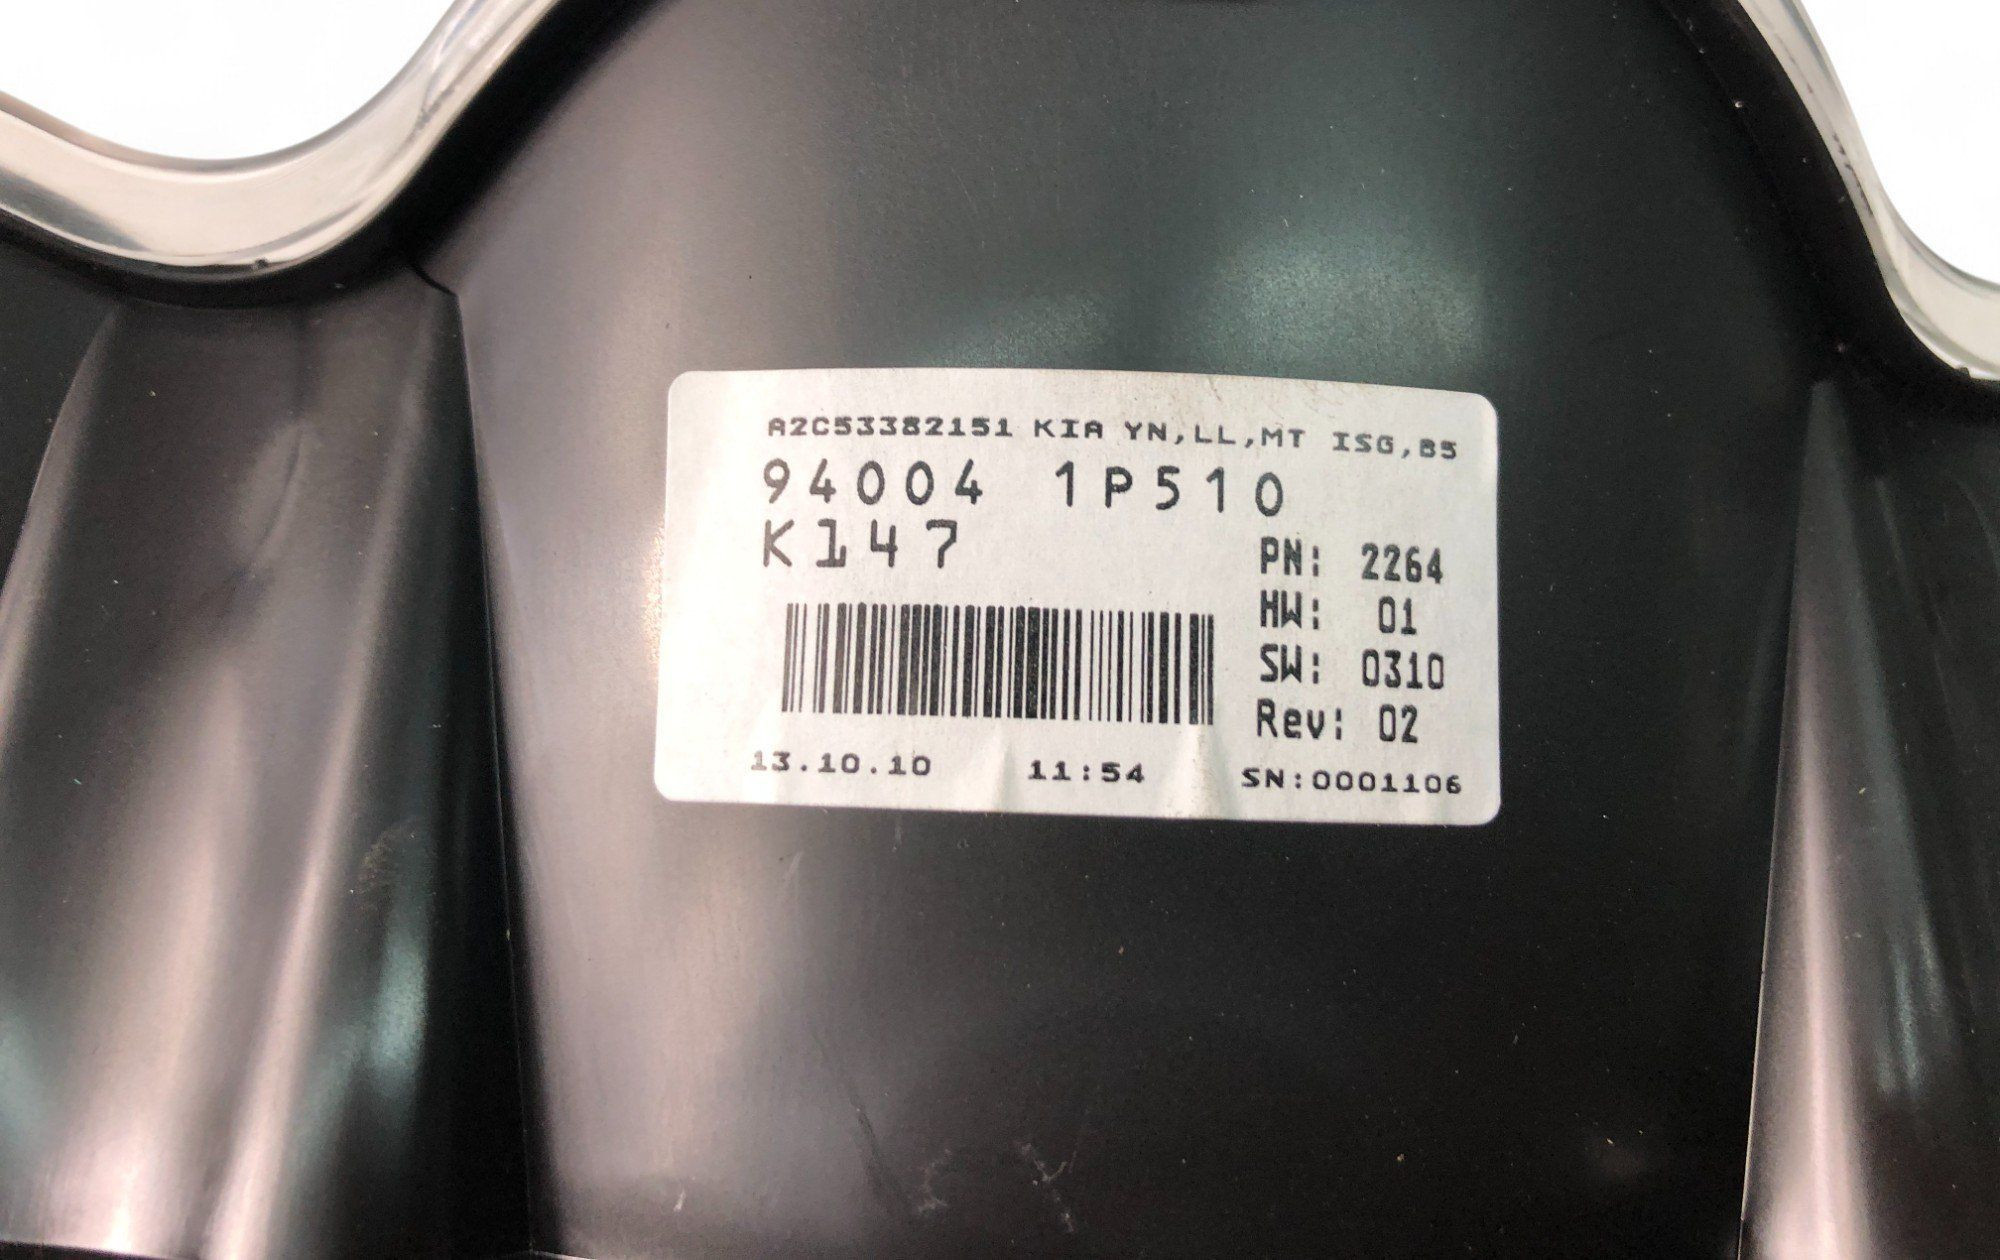 A2C53382151 KIA YN,LL,MT ISG,B5
94004 1P510
K147
PN: 2264
HW: 01
SW: 0310
Rev: 02
13.10.10 11:54 SN:0001106